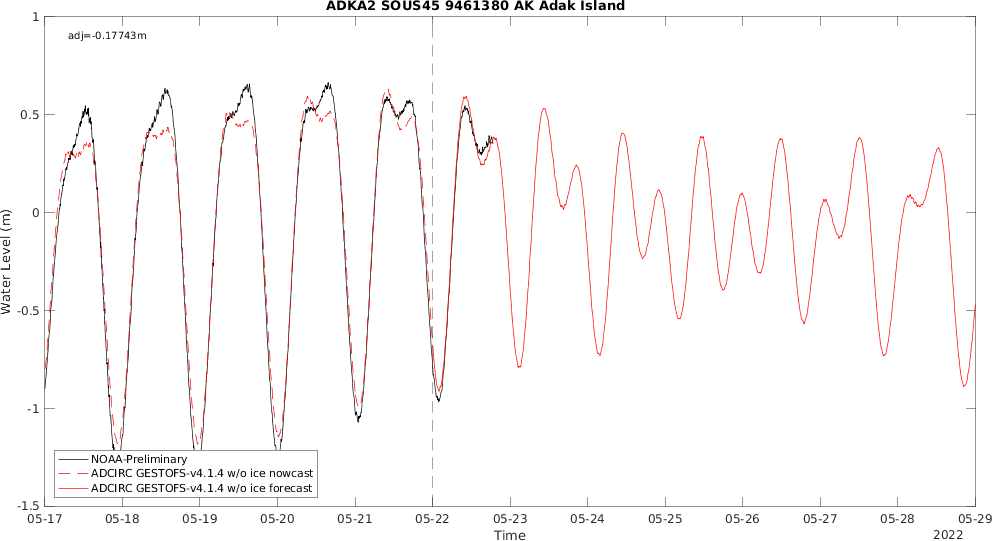 ADKA2 SOUS45 9461380 AK Adak Island
adj=-0.17743m
1
0.5
0
-0.5
-1
-1.5
Water Level (m)
NOAA-Preliminary
ADCIRC GESTOFS-v4.1.4 w/o ice nowcast
ADCIRC GESTOFS-v4.1.4 w/o ice forecast
05-17 05-18 05-19 05-20 05-21 05-22 05-23 05-24 05-25 05-26 05-27 05-28 05-29
Time
2022